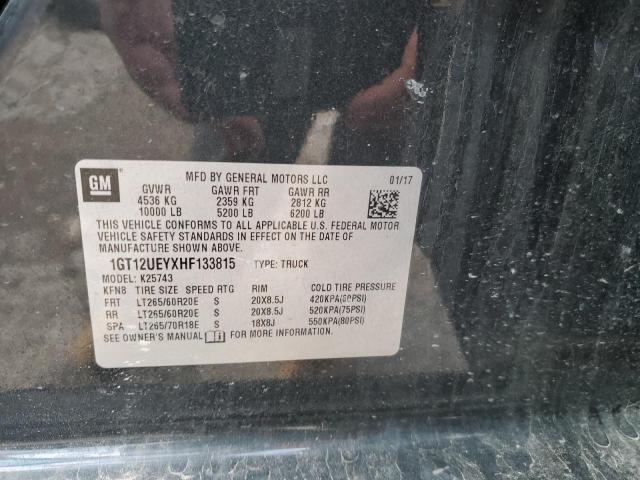 GM
MFD BY GENERAL MOTORS LLC 01/17
GVWR GAWR FRT GAWR RR
4536 KG 2359 KG 2812 KG
10000 LB 5200 LB 6200 LB
THIS VEHICLE CONFORMS TO ALL APPLICABLE U.S. FEDERAL MOTOR
VEHICLE SAFETY STANDARDS IN EFFECT ON THE DATE OF
MANUFACTURE SHOWN ABOVE.
1GT12UEYXHF133815 TYPE: TRUCK
MODEL: K25743
KFNB TIRE SIZE SPEED RTG RIM COLD TIRE PRESSURE
FRT LT265/60R20E S 20X8.5J 420KPA(60PSI)
RR LT265/60R20E S 20X8.5J 520KPA(75PSI)
SPA LT265/70R18E S 18X8J 550KPA(80PSI)
SEE OWNER'S MANUAL FOR MORE INFORMATION.